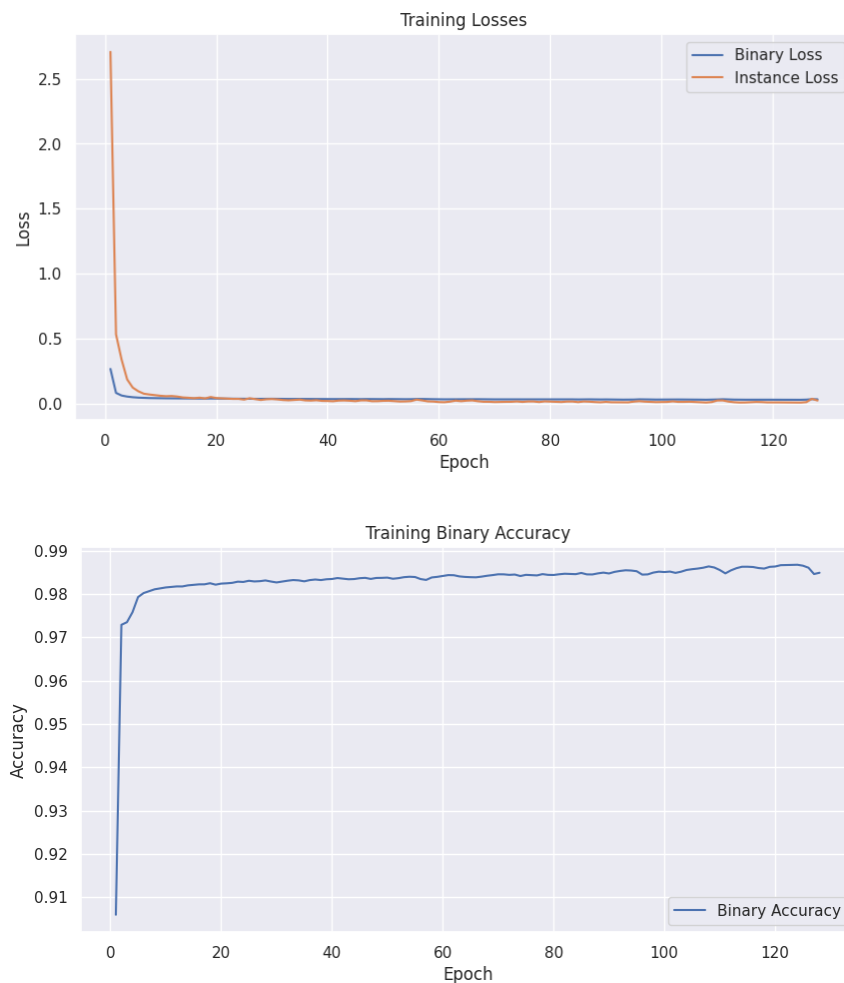 Training Losses
Binary Loss
Instance Loss
2.5
2.0
1.5
1.0
0.5
0.0
Loss
0 20 40 60 80 100 120
Epoch
Training Binary Accuracy
0.99
0.98
0.97
0.96
0.95
0.94
0.93
0.92
0.91
Accuracy
Binary Accuracy
0 20 40 60 80 100 120
Epoch